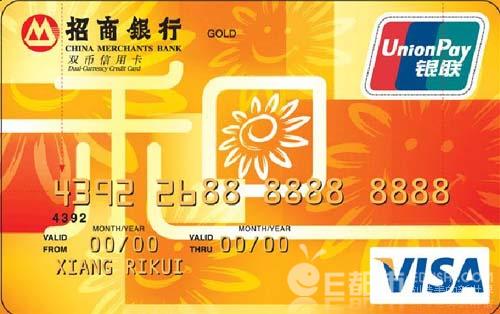 招商銀行
CHINA MERCHANTS BANK
双币信用卡
Dual-Currency Credit Card
GOLD
UnionPay
银联
4392 2688 8888 8888
4392
MONTH/YEAR MONTH/YEAR
VALID FROM 00/00 VALID THRU 00/00
XIANG RIKUI
VISA
E都市